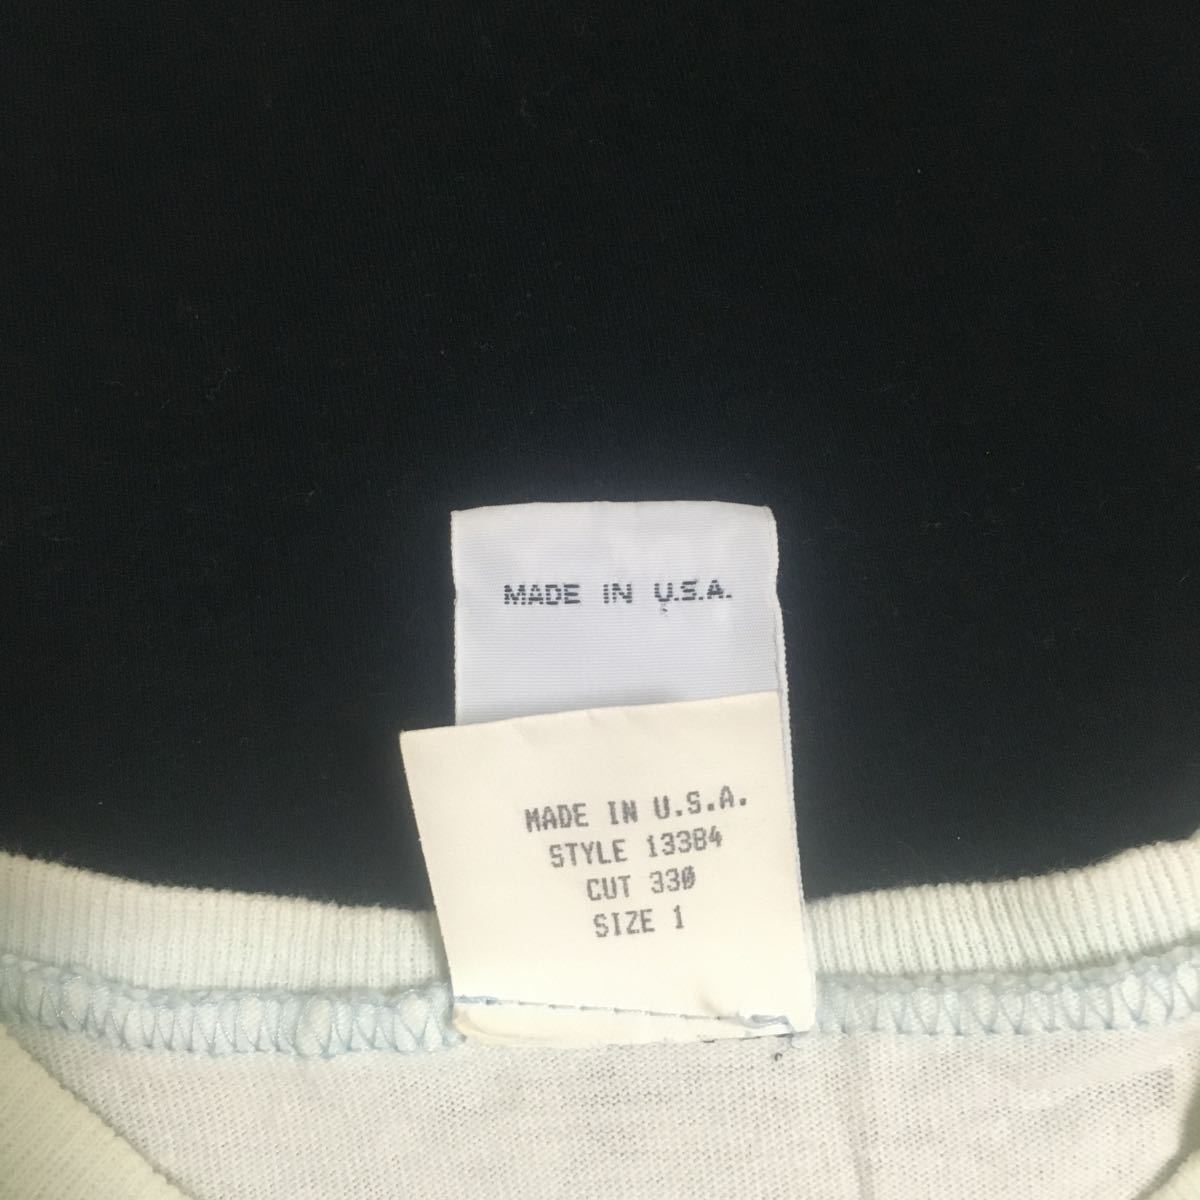 MADE IN U.S.A.
MADE IN U.S.A.
STYLE 13384
CUT 330
SIZE 1